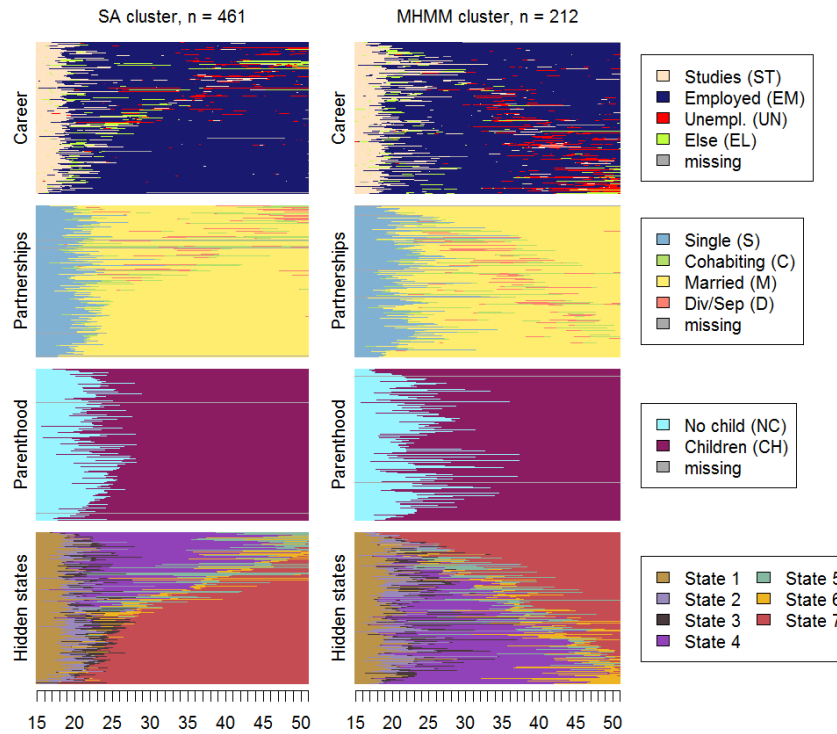 SA cluster, n = 461
MHMM cluster, n = 212
Career
Career
Studies (ST)
Employed (EM)
Unempl. (UN)
Else (EL)
missing
Partnerships
Partnerships
Single (S)
Cohabiting (C)
Married (M)
Div/Sep (D)
missing
Parenthood
Parenthood
No child (NC)
Children (CH)
missing
Hidden states
Hidden states
State 1 State 5
State 2 State 6
State 3 State 7
State 4
15 20 25 30 35 40 45 50
15 20 25 30 35 40 45 50